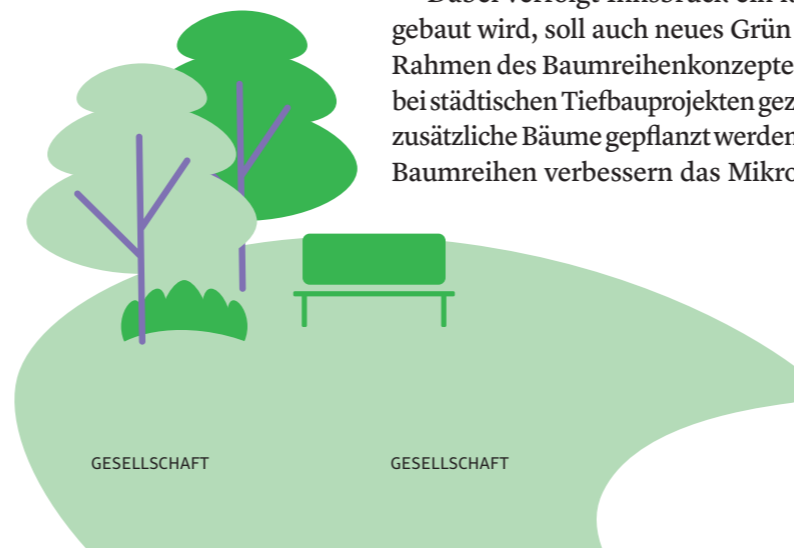 gebaut wird, soll auch neues Grün
Rahmen des Baumreihenkonzepte
bei städtischen Tiefbauprojekten gez
zusätzliche Bäume gepflanzt werden
Baumreihen verbessern das Mikro
GESELLSCHAFT GESELLSCHAFT